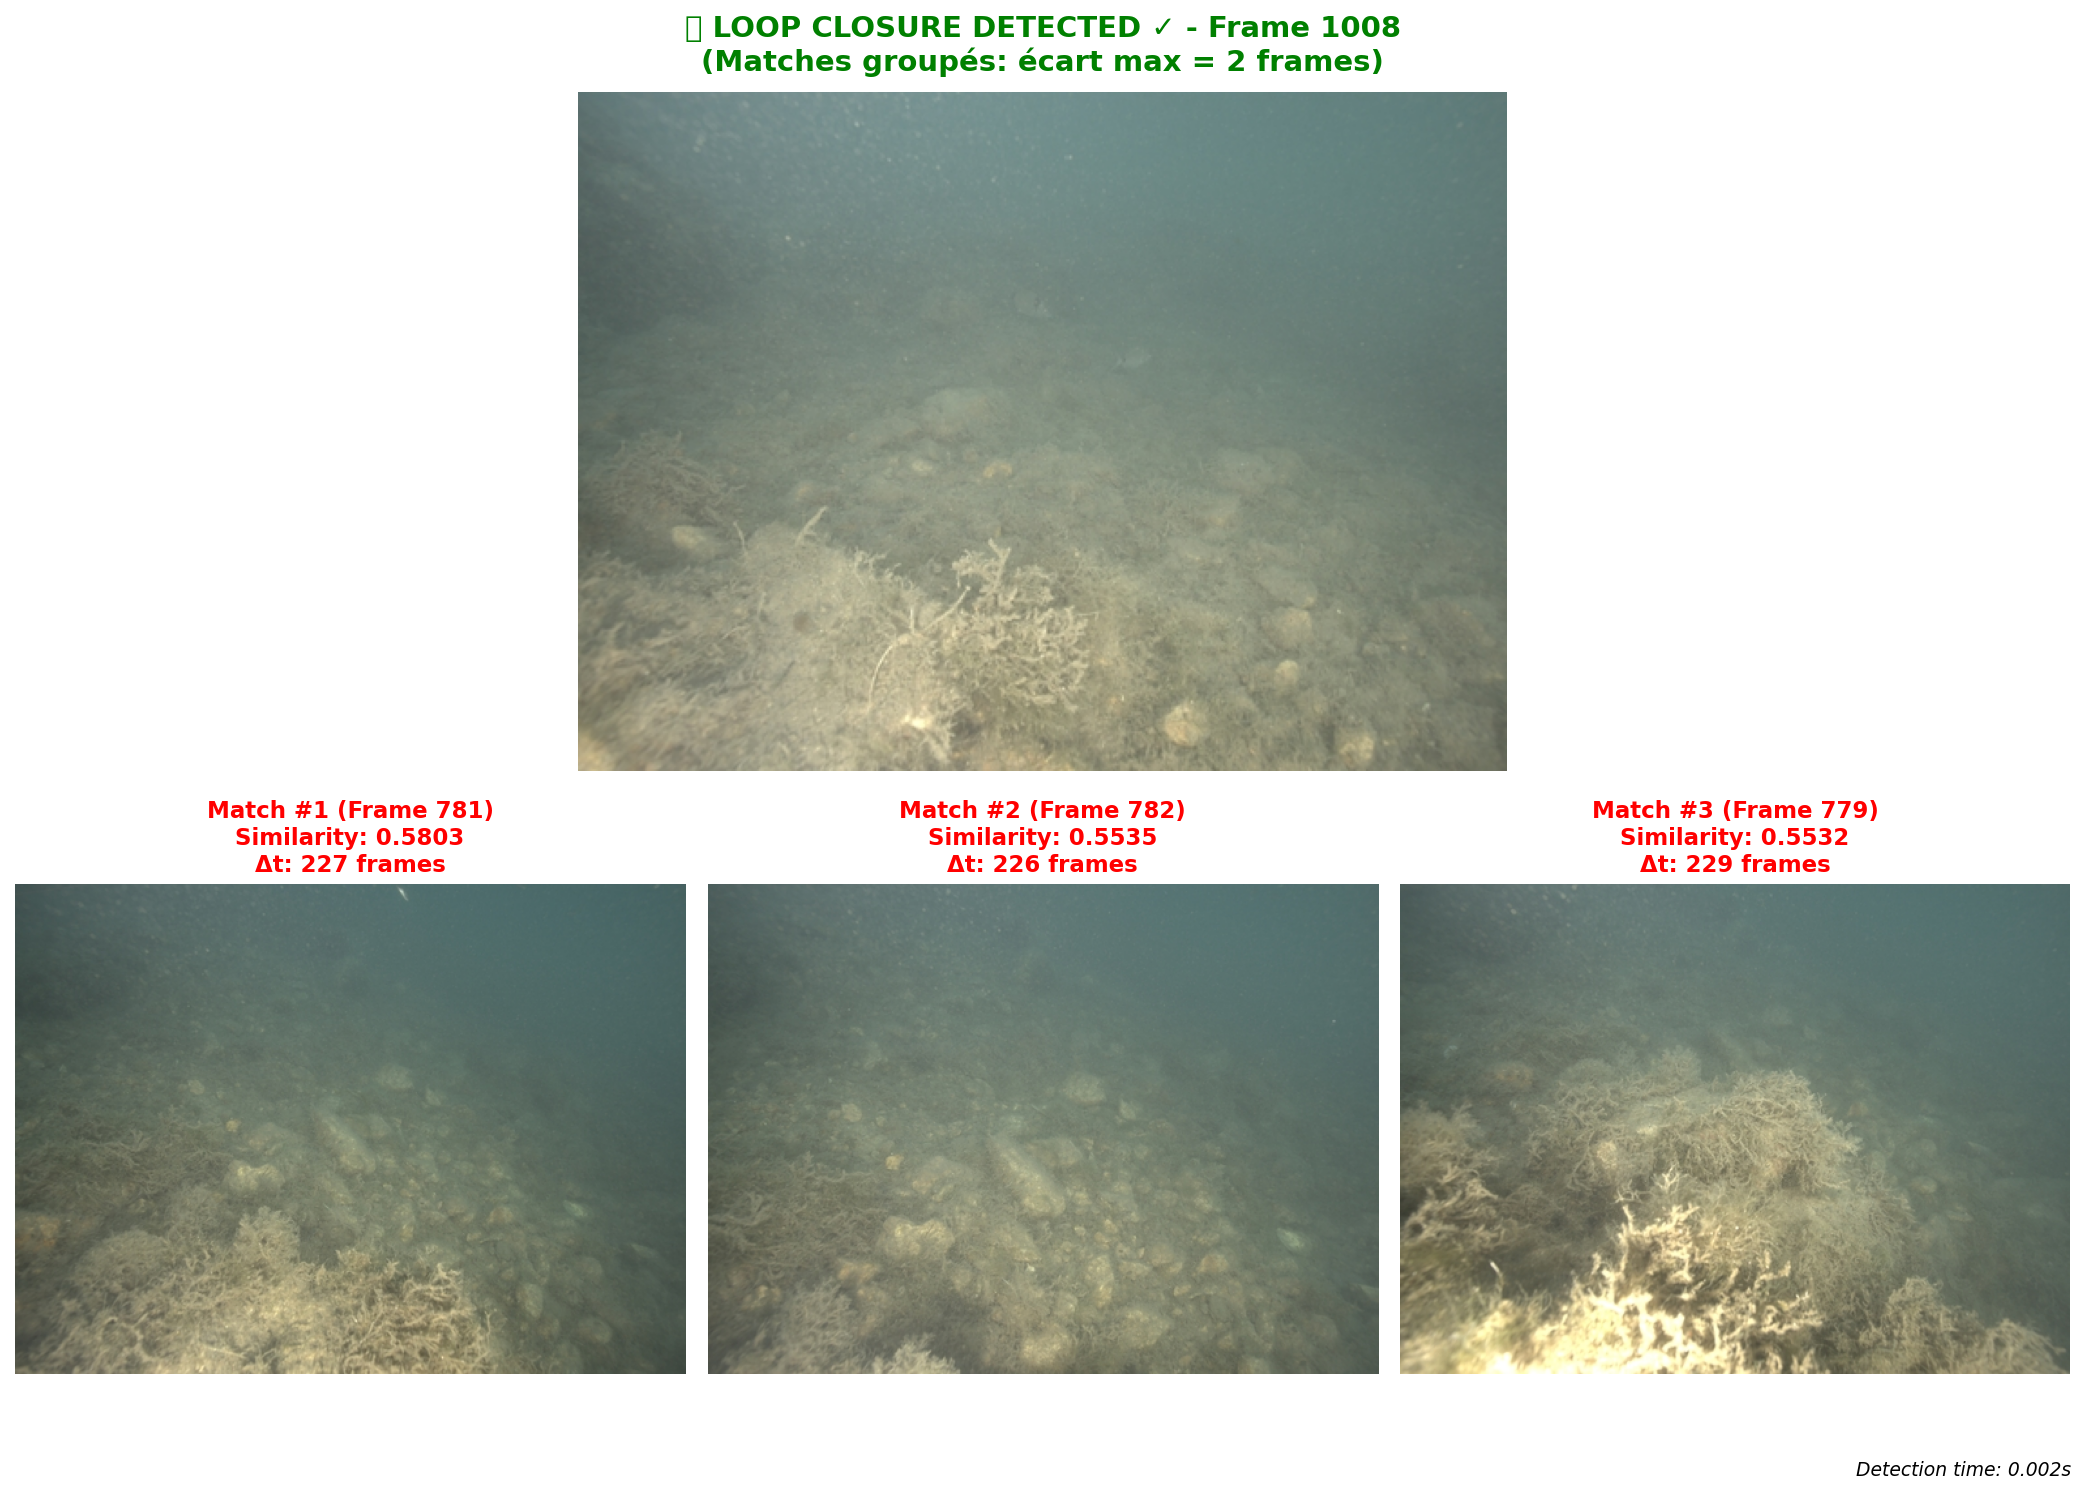 LOOP CLOSURE DETECTED ✓ - Frame 1008
(Matches groupés: écart max = 2 frames)
Match #1 (Frame 781)
Similarity: 0.5803
Δt: 227 frames
Match #2 (Frame 782)
Similarity: 0.5535
Δt: 226 frames
Match #3 (Frame 779)
Similarity: 0.5532
Δt: 229 frames
Detection time: 0.002s